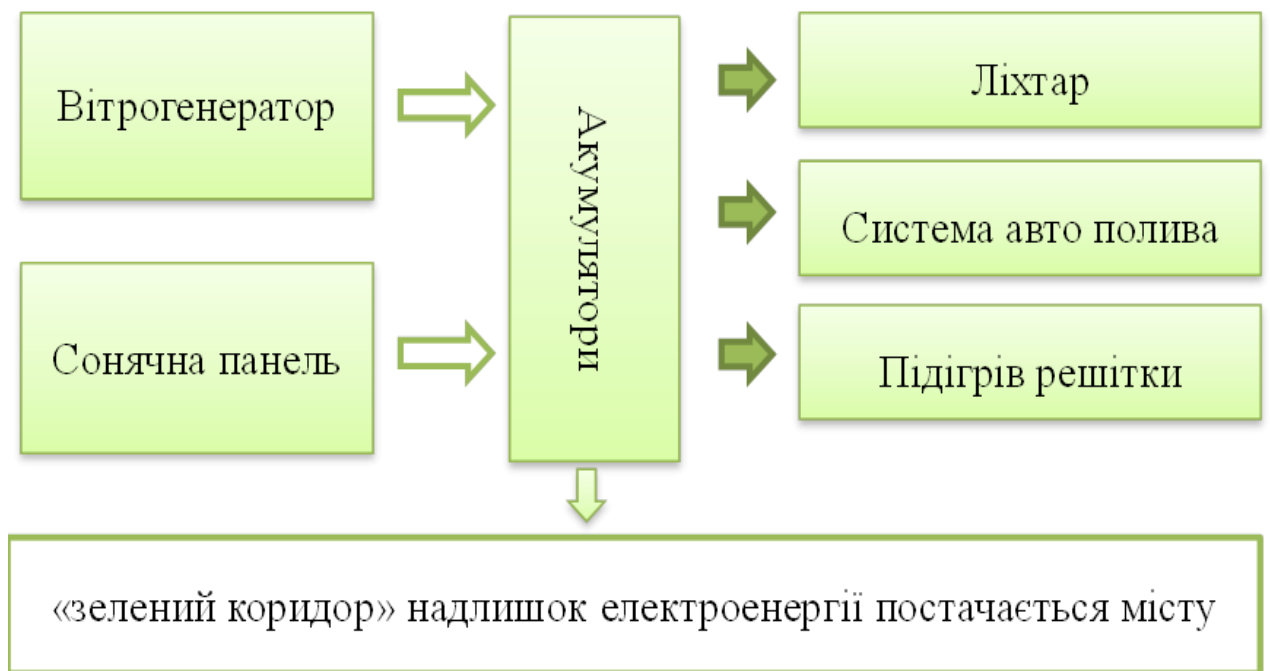 Вітрогенератор
Сонячна панель
Акумулятори
Ліхтар
Система авто полива
Підігрів решітки
«зелений коридор» надлишок електроенергії постачається місту